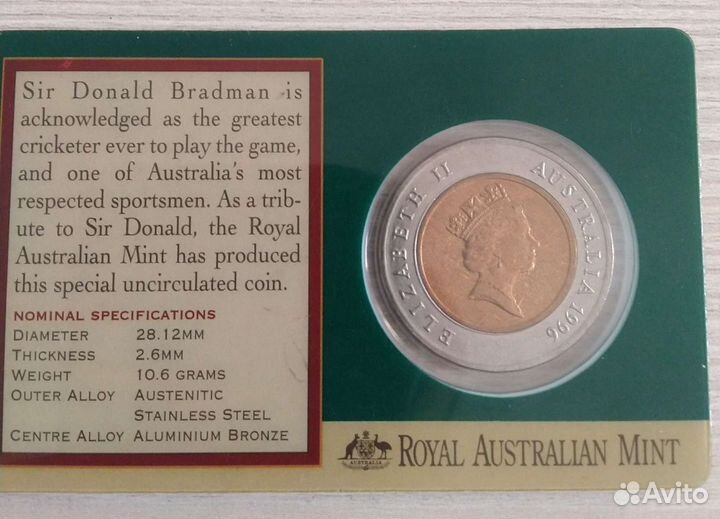 Sir Donald Bradman is
acknowledged as the greatest
cricketer ever to play the game,
and one of Australia's most
respected sportsmen. As a trib-
ute to Sir Donald, the Royal
Australian Mint has produced
this special uncirculated coin.
NOMINAL SPECIFICATIONS
DIAMETER 28.12MM
THICKNESS 2.6MM
WEIGHT 10.6 GRAMS
OUTER ALLOY AUSTENITIC
STAINLESS STEEL
CENTRE ALLOY ALUMINIUM BRONZE
ELIZABETH II AUSTRALIA 1996
AUSTRALIA
ROYAL AUSTRALIAN MINT
Avito